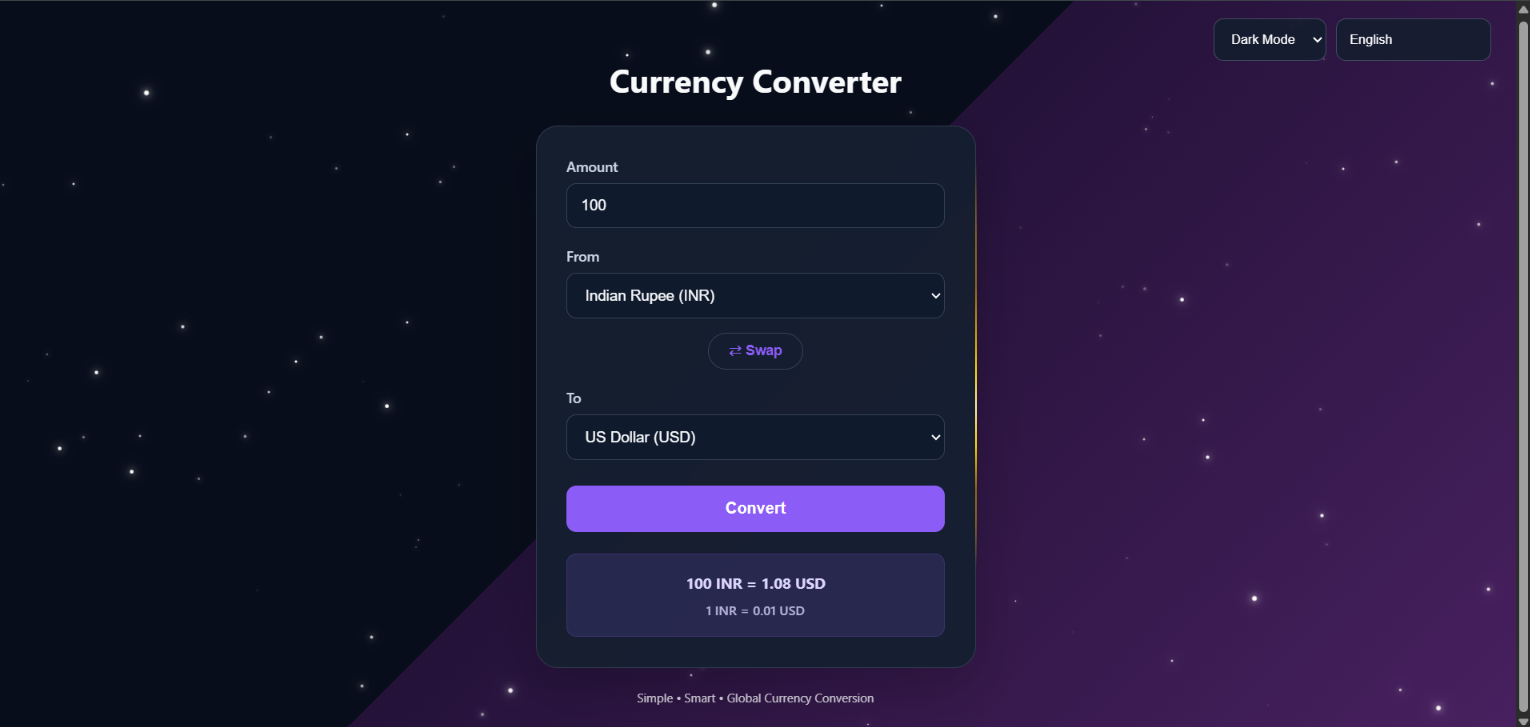 Dark Mode
English
Currency Converter
Amount
100
From
Indian Rupee (INR)
⇄ Swap
To
US Dollar (USD)
Convert
100 INR = 1.08 USD
1 INR = 0.01 USD
Simple • Smart • Global Currency Conversion